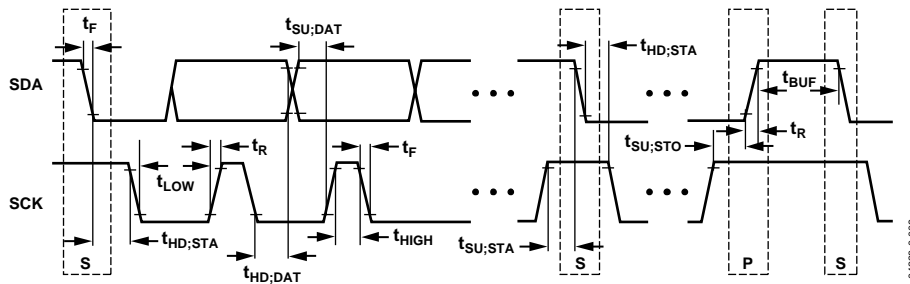 tF
tSU;DAT
tHD;STA
SDA
tBUF
tR
tF
tSU;STO
tR
tLOW
SCK
tHD;STA
tHIGH
tSU;STA
tHD;DAT
S
S
P
S